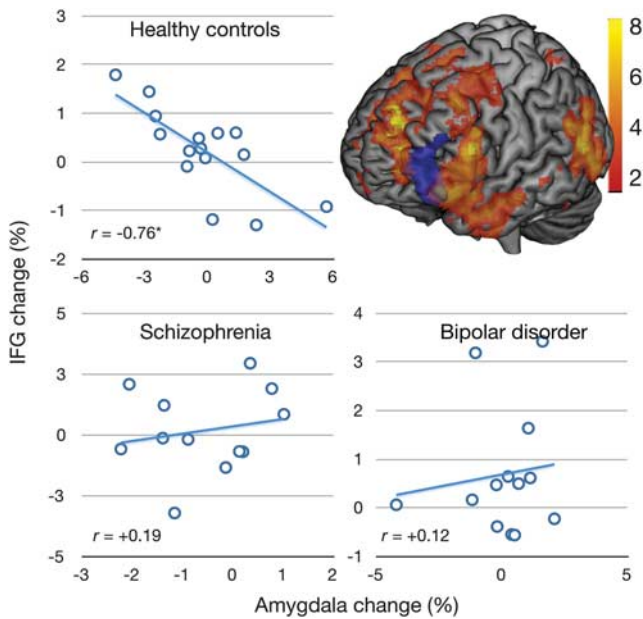 Healthy controls
3
2
1
0
-1
-2
r = -0.76*
-6 -3 0 3 6
8
6
4
2
IFG change (%)
Schizophrenia
5
3
0
-3
-5
r = +0.19
-2 -1 0 1 2
Bipolar disorder
4
3
2
1
0
-1
r = +0.12
-5 0 5
Amygdala change (%)